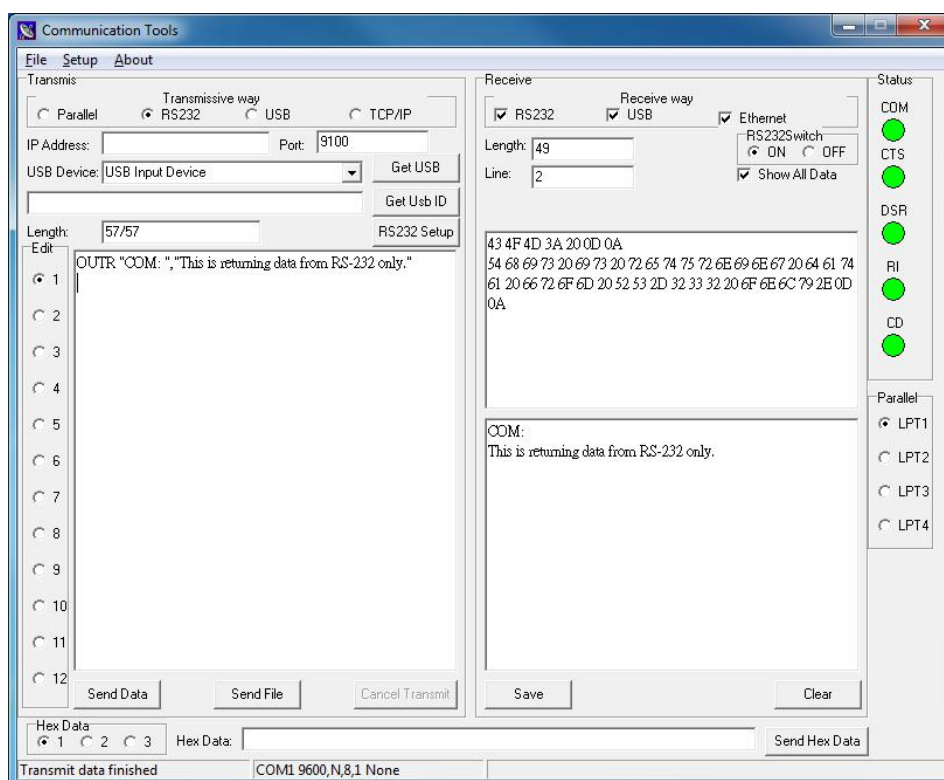 Communication Tools
File Setup About
Transmis
Transmissive way
Parallel RS232 USB TCP/IP
IP Address: Port: 9100
USB Device: USB Input Device Get USB
Get Usb ID
Length: 57/57 RS232 Setup
Edit
1
2
3
4
5
6
7
8
9
10
11
12
OUTR "COM: ","This is returning data from RS-232 only."
Send Data Send File Cancel Transmit
Receive
Receive way
RS232 USB Ethernet
Length: 49
RS232Switch
ON OFF
Line: 2
Show All Data
43 4F 4D 3A 20 0D 0A
54 68 69 73 20 69 73 20 72 65 74 75 72 6E 69 6E 67 20 64 61 74
61 20 66 72 6F 6D 20 52 53 2D 32 33 32 20 6F 6E 6C 79 2E 0D
0A
COM:
This is returning data from RS-232 only.
Save Clear
Status
COM
CTS
DSR
RI
CD
Parallel
LPT1
LPT2
LPT3
LPT4
Hex Data
1 2 3 Hex Data: Send Hex Data
Transmit data finished COM1 9600,N,8,1 None